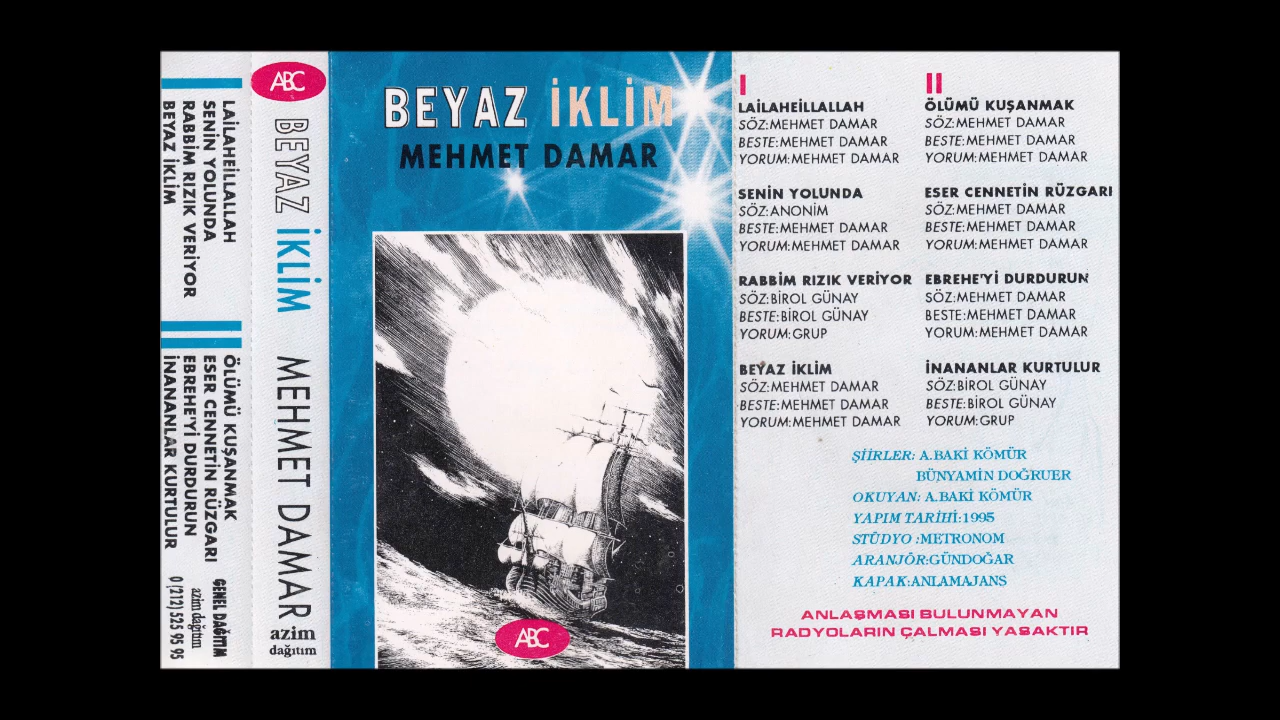 LAİLAHEİLLALLAH
SENİN YOLUNDA
RABBİM RIZIK VERİYOR
BEYAZ İKLİM
ÖLÜMÜ KUŞANMAK
ESER CENNETİN RÜZGARI
EBREHE'Yİ DURDURUN
İNANANLAR KURTULUR
GENEL DAĞITIM
azim dağıtım
0 (212) 525 95 95
ABC
BEYAZ İKLİM MEHMET DAMAR
azim
dağıtım
BEYAZ İKLİM
MEHMET DAMAR
ABC
I
LAİLAHEİLLALLAH
SÖZ:MEHMET DAMAR
BESTE:MEHMET DAMAR
YORUM:MEHMET DAMAR
SENİN YOLUNDA
SÖZ:ANONİM
BESTE:MEHMET DAMAR
YORUM:MEHMET DAMAR
RABBİM RIZIK VERİYOR
SÖZ:BİROL GÜNAY
BESTE:BİROL GÜNAY
YORUM:GRUP
BEYAZ İKLİM
SÖZ:MEHMET DAMAR
BESTE:MEHMET DAMAR
YORUM:MEHMET DAMAR
II
ÖLÜMÜ KUŞANMAK
SÖZ:MEHMET DAMAR
BESTE:MEHMET DAMAR
YORUM:MEHMET DAMAR
ESER CENNETİN RÜZGARI
SÖZ:MEHMET DAMAR
BESTE:MEHMET DAMAR
YORUM:MEHMET DAMAR
EBREHE'Yİ DURDURUN
SÖZ:MEHMET DAMAR
BESTE:MEHMET DAMAR
YORUM:MEHMET DAMAR
İNANANLAR KURTULUR
SÖZ:BİROL GÜNAY
BESTE:BİROL GÜNAY
YORUM:GRUP
ŞİİRLER: A.BAKİ KÖMÜR
BÜNYAMİN DOĞRUER
OKUYAN: A.BAKİ KÖMÜR
YAPIM TARİHİ:1995
STÜDYO :METRONOM
ARANJÖR:GÜNDOĞAR
KAPAK:ANLAMAJANS
ANLAŞMASI BULUNMAYAN
RADYOLARIN ÇALMASI YASAKTIR